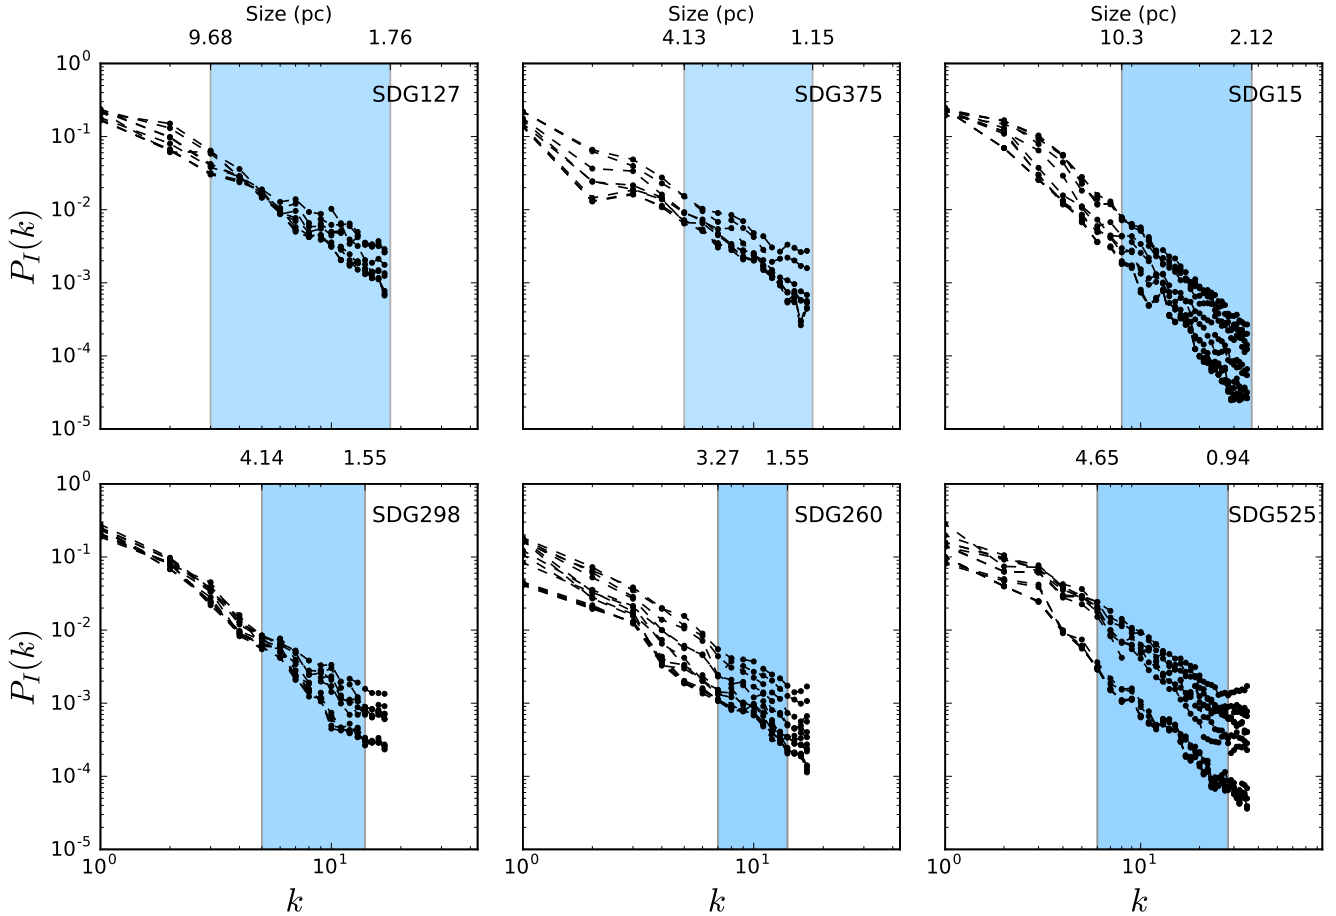 Size (pc) Size (pc) Size (pc)
9.68 1.76 4.13 1.15 10.3 2.12
10^0
SDG127 SDG375 SDG15
10^-1
10^-2
P_I(k)
10^-3
10^-4
10^-5
4.14 1.55 3.27 1.55 4.65 0.94
10^0
SDG298 SDG260 SDG525
10^-1
10^-2
P_I(k)
10^-3
10^-4
10^-5
10^0 10^1 10^0 10^1 10^0 10^1
k k k